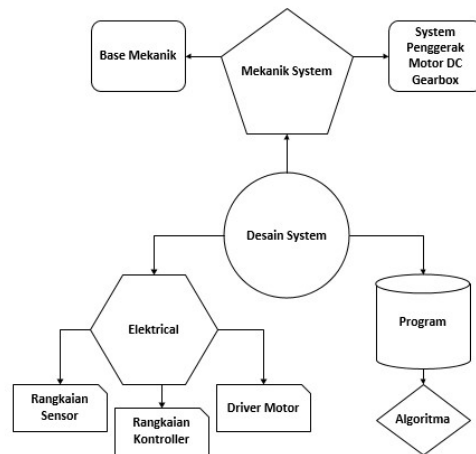 Base Mekanik
Mekanik System
System
Penggerak
Motor DC
Gearbox
Desain System
Elektrical
Program
Rangkaian
Sensor
Rangkaian
Kontroller
Driver Motor
Algoritma